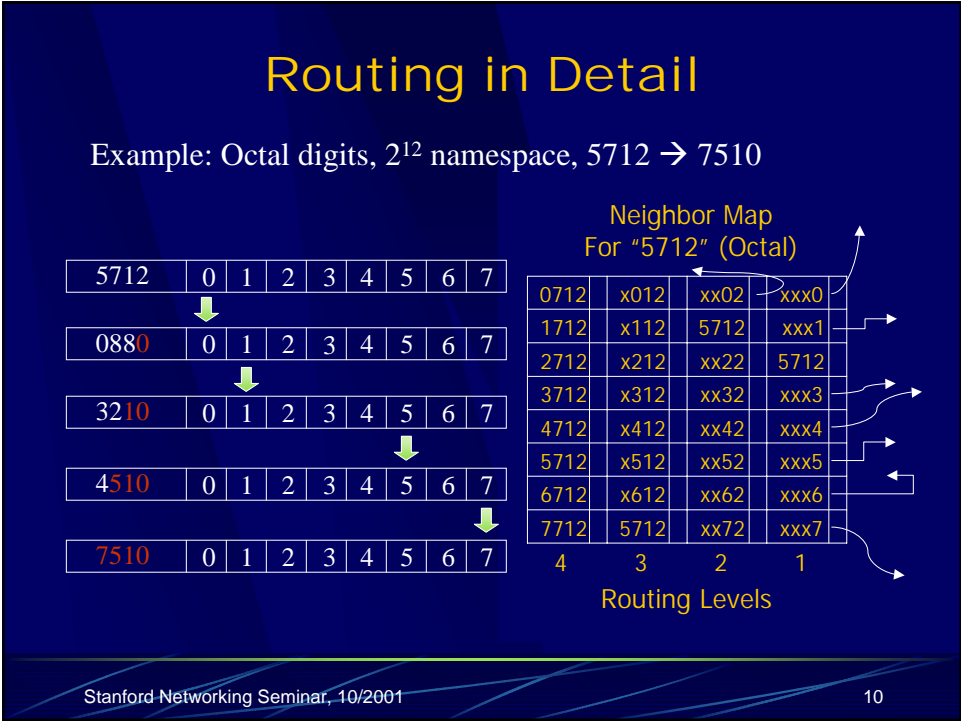 Routing in Detail
Example: Octal digits, 2¹² namespace, 5712 → 7510
5712 0 1 2 3 4 5 6 7
0880 0 1 2 3 4 5 6 7
3210 0 1 2 3 4 5 6 7
4510 0 1 2 3 4 5 6 7
7510 0 1 2 3 4 5 6 7
Neighbor Map
For “5712” (Octal)
0712 x012 xx02 xxx0
1712 x112 5712 xxx1
2712 x212 xx22 5712
3712 x312 xx32 xxx3
4712 x412 xx42 xxx4
5712 x512 xx52 xxx5
6712 x612 xx62 xxx6
7712 5712 xx72 xxx7
4 3 2 1
Routing Levels
Stanford Networking Seminar, 10/2001
10